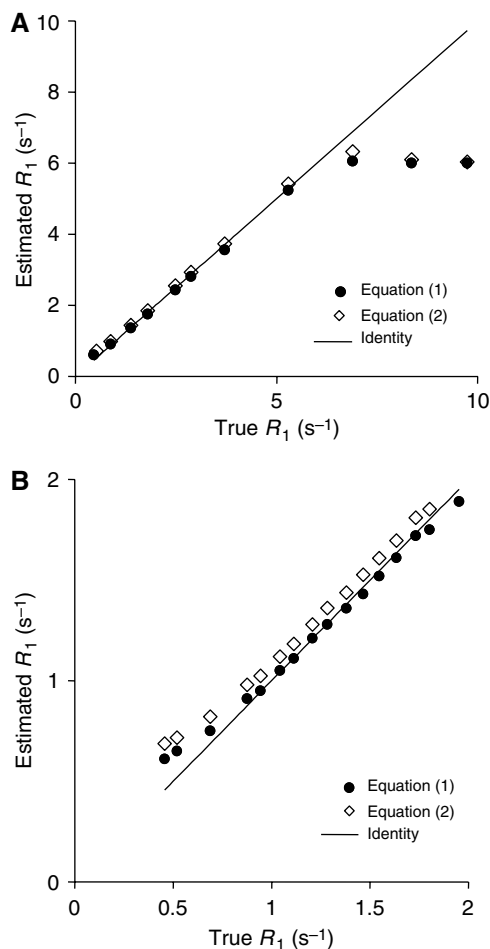 A
10
8
6
4
2
0
Estimated R1 (s−1)
Equation (1)
Equation (2)
Identity
0
5
10
True R1 (s−1)
B
2
1
0
Estimated R1 (s−1)
Equation (1)
Equation (2)
Identity
0
0.5
1
1.5
2
True R1 (s−1)